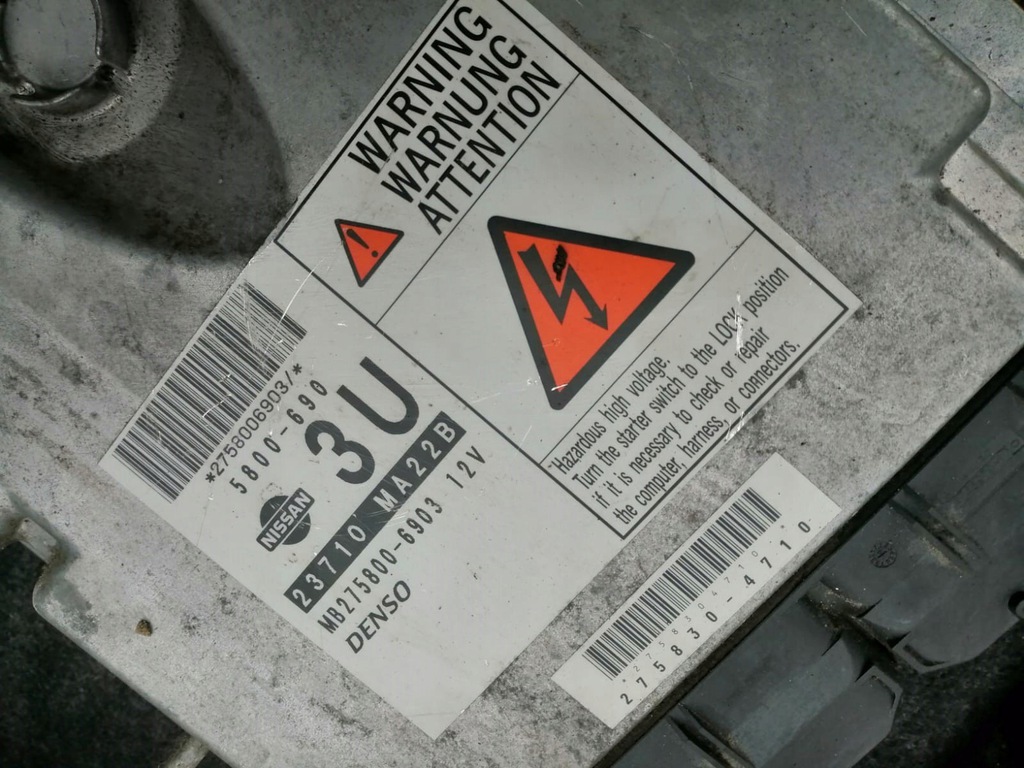 WARNING
WARNUNG
ATTENTION
Hazardous high voltage.
Turn the starter switch to the LOCK position
if it is necessary to check or repair
the computer, harness, or connectors.
*2758006903/*
5800-690
3U
NISSAN
23710 MA22B
MB275800-6903 12V
DENSO
275830-4710